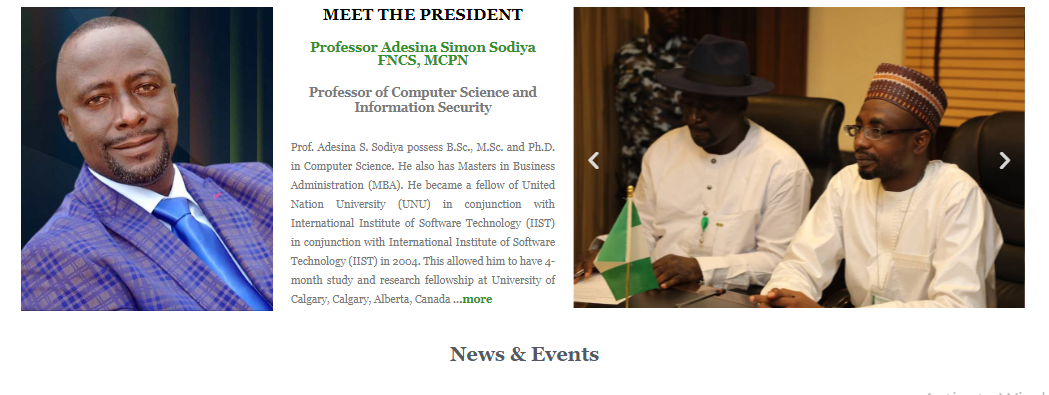 MEET THE PRESIDENT
Professor Adesina Simon Sodiya
FNCS, MCPN
Professor of Computer Science and
Information Security
Prof. Adesina S. Sodiya possess B.Sc., M.Sc. and Ph.D.
in Computer Science. He also has Masters in Business
Administration (MBA). He became a fellow of United
Nation University (UNU) in conjunction with
International Institute of Software Technology (IIST)
in conjunction with International Institute of Software
Technology (IIST) in 2004. This allowed him to have 4-
month study and research fellowship at University of
Calgary, Calgary, Alberta, Canada ...more
News & Events